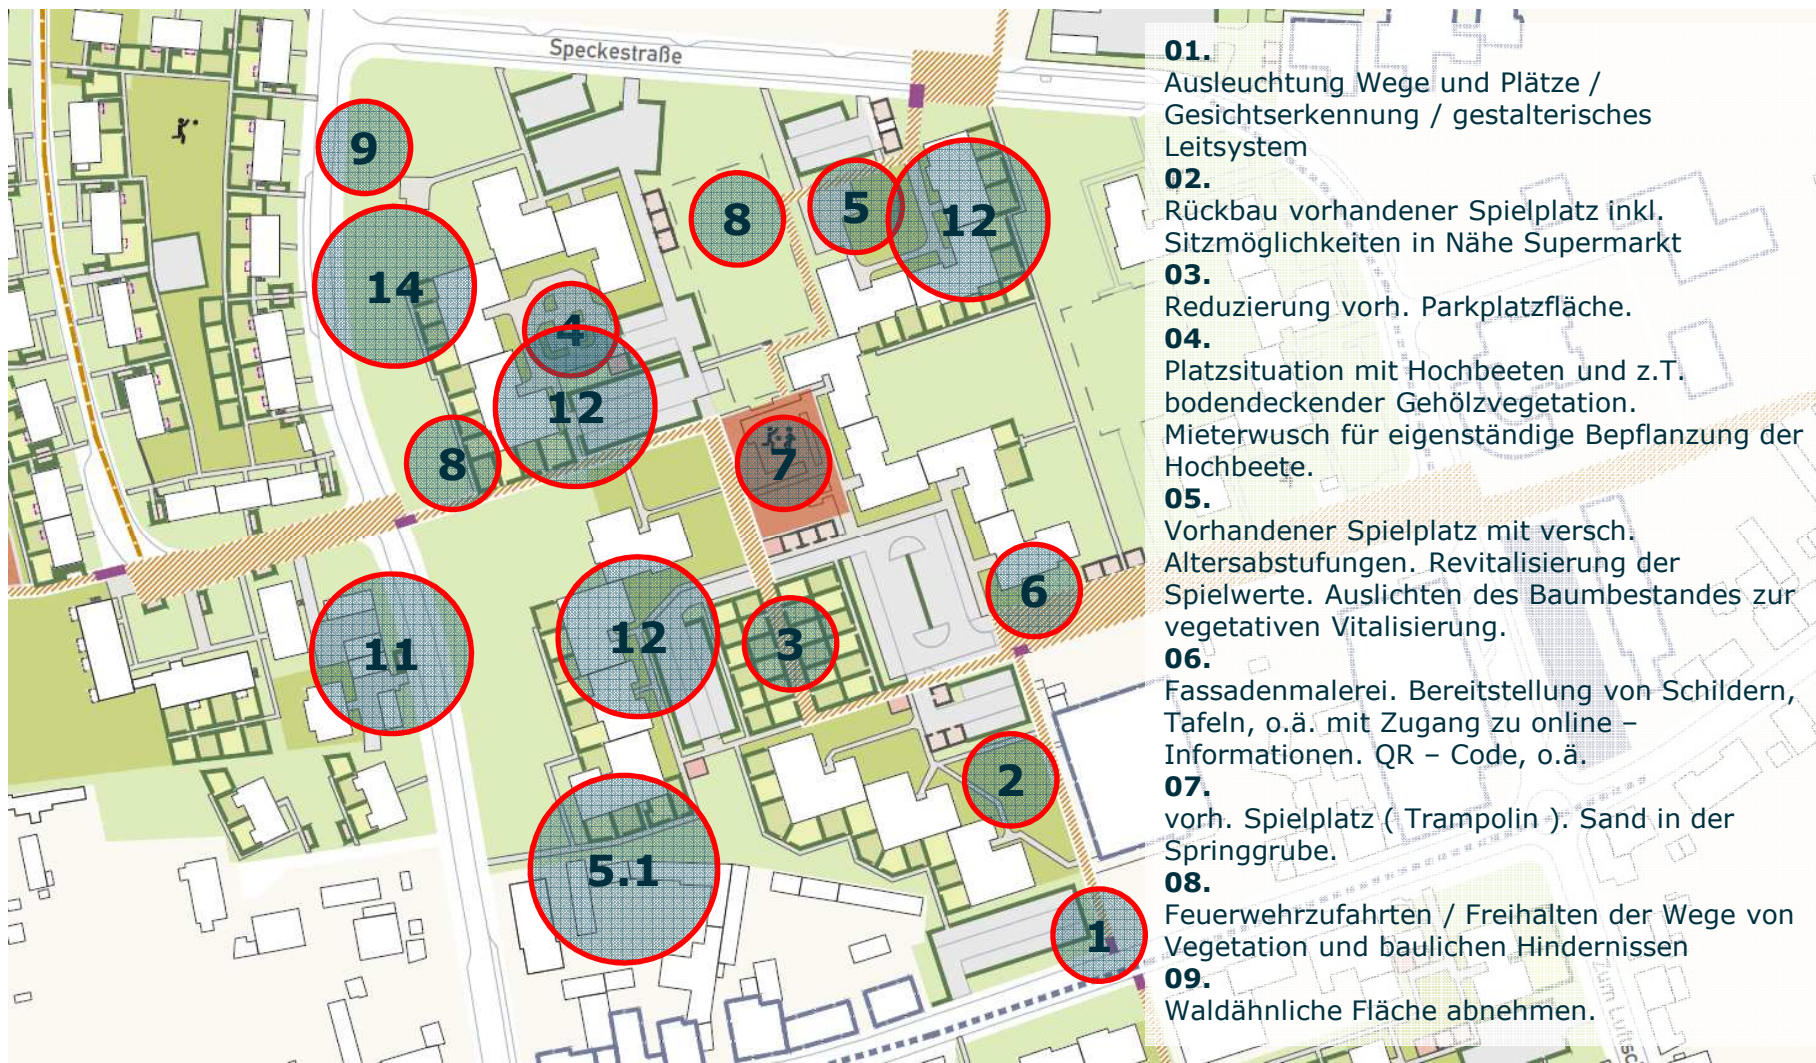 Speckestraße
9
8
5
12
14
4
12
8
7
12
3
6
11
2
5.1
1
01.
Ausleuchtung Wege und Plätze /
Gesichtserkennung / gestalterisches
Leitsystem
02.
Rückbau vorhandener Spielplatz inkl.
Sitzmöglichkeiten in Nähe Supermarkt
03.
Reduzierung vorh. Parkplatzfläche.
04.
Platzsituation mit Hochbeeten und z.T.
bodendeckender Gehölzvegetation.
Mieterwusch für eigenständige Bepflanzung der
Hochbeete.
05.
Vorhandener Spielplatz mit versch.
Altersabstufungen. Revitalisierung der
Spielwerte. Auslichten des Baumbestandes zur
vegetativen Vitalisierung.
06.
Fassadenmalerei. Bereitstellung von Schildern,
Tafeln, o.ä. mit Zugang zu online –
Informationen. QR – Code, o.ä.
07.
vorh. Spielplatz ( Trampolin ). Sand in der
Springgrube.
08.
Feuerwehrzufahrten / Freihalten der Wege von
Vegetation und baulichen Hindernissen
09.
Waldähnliche Fläche abnehmen.